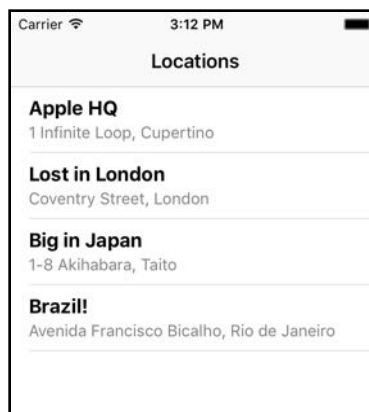 Carrier 3:12 PM
Locations
Apple HQ
1 Infinite Loop, Cupertino
Lost in London
Coventry Street, London
Big in Japan
1-8 Akihabara, Taito
Brazil!
Avenida Francisco Bicalho, Rio de Janeiro